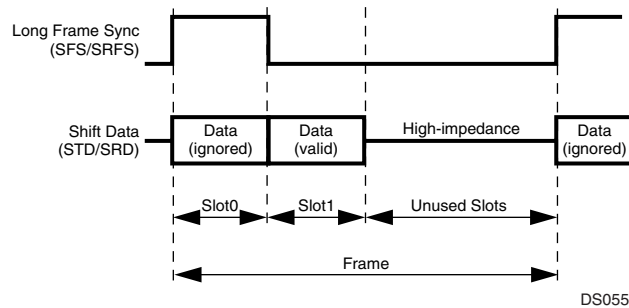 Long Frame Sync
(SFS/SRFS)
Shift Data
(STD/SRD)
Data
(ignored)
Data
(valid)
High-impedance
Data
(ignored)
Slot0
Slot1
Unused Slots
Frame
DS055